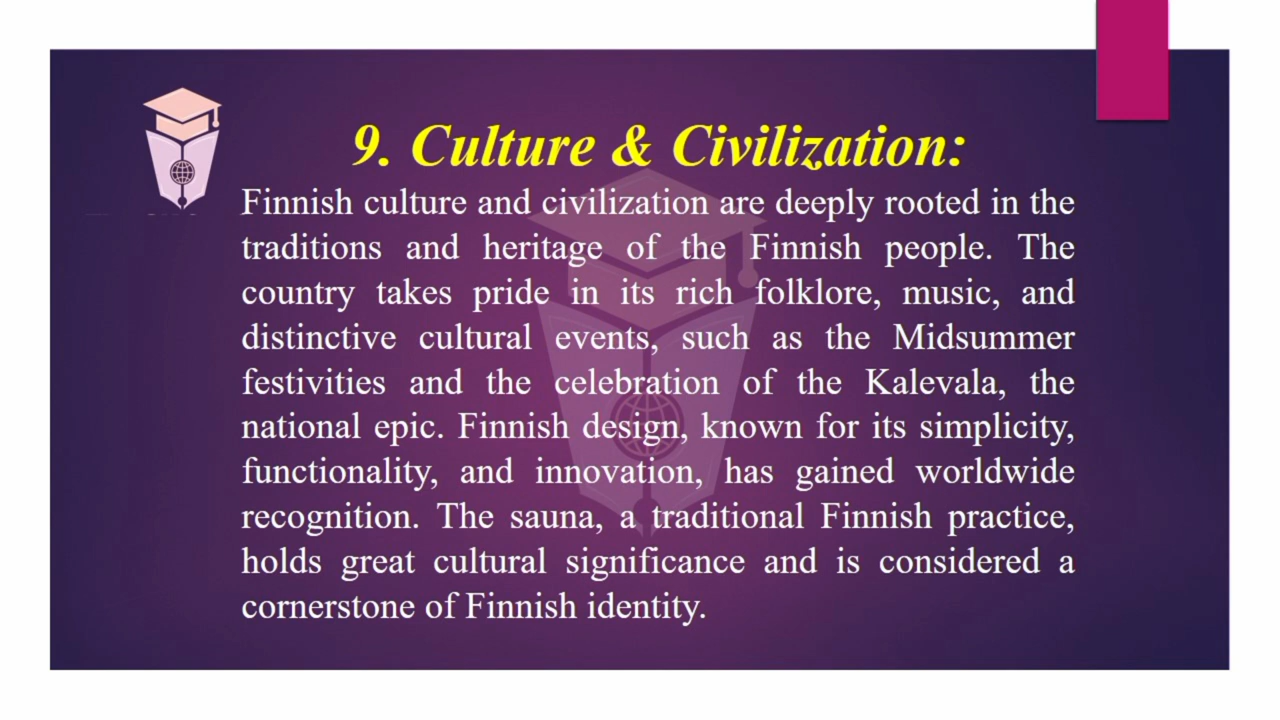 9. Culture & Civilization:
Finnish culture and civilization are deeply rooted in the
traditions and heritage of the Finnish people. The
country takes pride in its rich folklore, music, and
distinctive cultural events, such as the Midsummer
festivities and the celebration of the Kalevala, the
national epic. Finnish design, known for its simplicity,
functionality, and innovation, has gained worldwide
recognition. The sauna, a traditional Finnish practice,
holds great cultural significance and is considered a
cornerstone of Finnish identity.